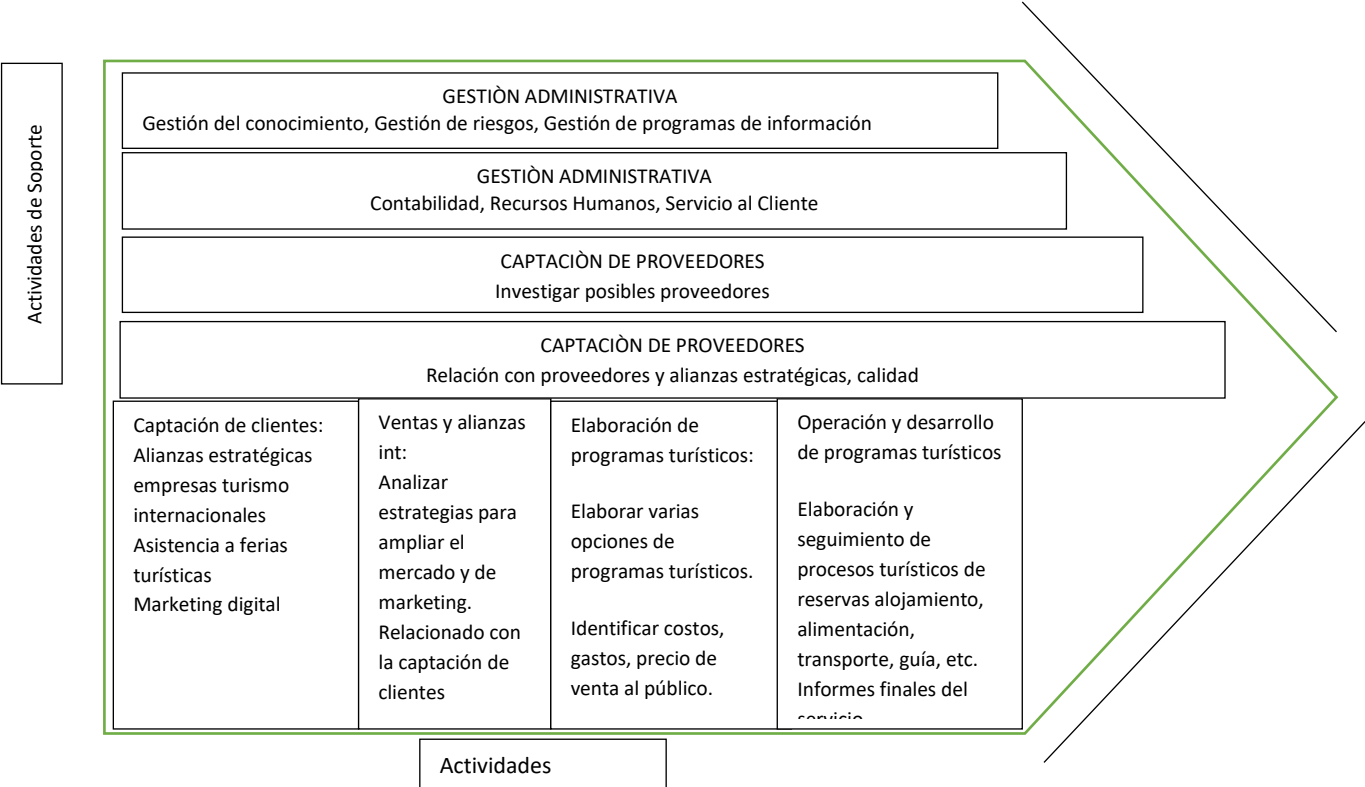 Actividades de Soporte
GESTIÒN ADMINISTRATIVA
Gestión del conocimiento, Gestión de riesgos, Gestión de programas de información
GESTIÒN ADMINISTRATIVA
Contabilidad, Recursos Humanos, Servicio al Cliente
CAPTACIÒN DE PROVEEDORES
Investigar posibles proveedores
CAPTACIÒN DE PROVEEDORES
Relación con proveedores y alianzas estratégicas, calidad
Captación de clientes:
Alianzas estratégicas
empresas turismo
internacionales
Asistencia a ferias
turísticas
Marketing digital
Ventas y alianzas
int:
Analizar
estrategias para
ampliar el
mercado y de
marketing.
Relacionado con
la captación de
clientes
Elaboración de
programas turísticos:
Elaborar varias
opciones de
programas turísticos.
Identificar costos,
gastos, precio de
venta al público.
Operación y desarrollo
de programas turísticos
Elaboración y
seguimiento de
procesos turísticos de
reservas alojamiento,
alimentación,
transporte, guía, etc.
Informes finales del
servicio
Actividades